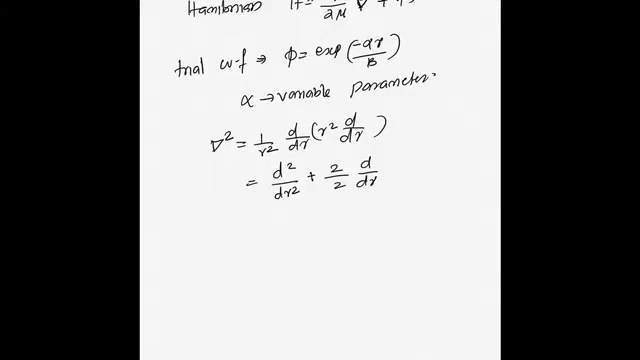 Hamiltonian H = 
trial w.f ⇒ φ = exp(-αr/B)
α → variable parameter.
∇² = 1/r² d/dr (r² d/dr)
= d²/dr² + 2/2 d/dr